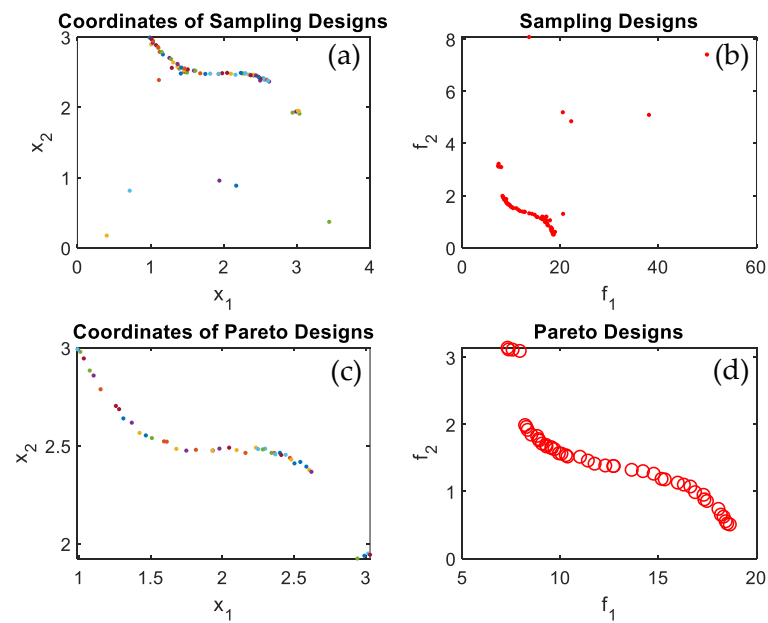 Coordinates of Sampling Designs
(a)
3
2
1
0
x2
0 1 2 3 4
x1
Sampling Designs
(b)
8
6
4
2
0
f2
0 20 40 60
f1
Coordinates of Pareto Designs
(c)
3
2.5
2
x2
1 1.5 2 2.5 3
x1
Pareto Designs
(d)
3
2
1
0
f2
5 10 15 20
f1